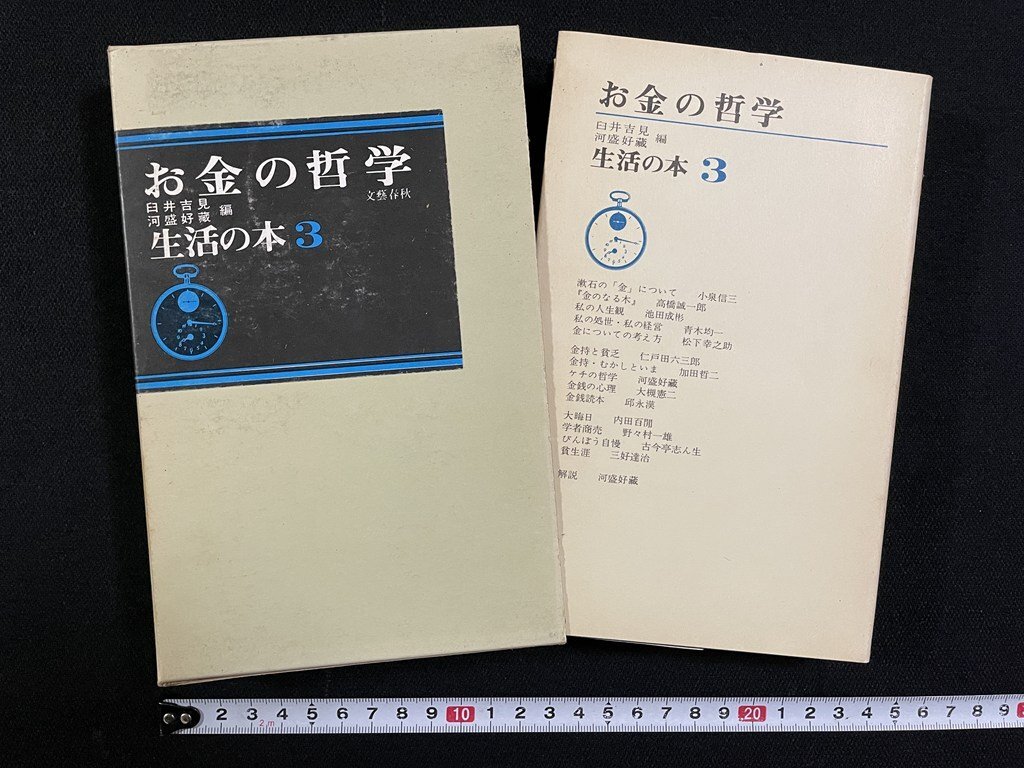 お金の哲学
文藝春秋
臼井吉見
河盛好蔵 編
生活の本 3
お金の哲学
臼井吉見
河盛好蔵 編
生活の本 3
漱石の「金」について 小泉信三
『金のなる木』 高橋誠一郎
私の人生観 池田成彬
私の処世・私の経営 青木均一
金についての考え方 松下幸之助
金持と貧乏 仁戸田六三郎
金持・むかしといま 加田哲二
ケチの哲学 河盛好蔵
金銭の心理 大槻憲二
金銭読本 邱永漢
大晦日 内田百閒
学者商売 野々村一雄
びんぼう自慢 古今亭志ん生
貧生涯 三好達治
解説 河盛好蔵
2 3 4 5 6 7 8 9 10 1 2 3 4 5 6 7 8 9 20 1 2 3 4 5 6 7 8 9
2m